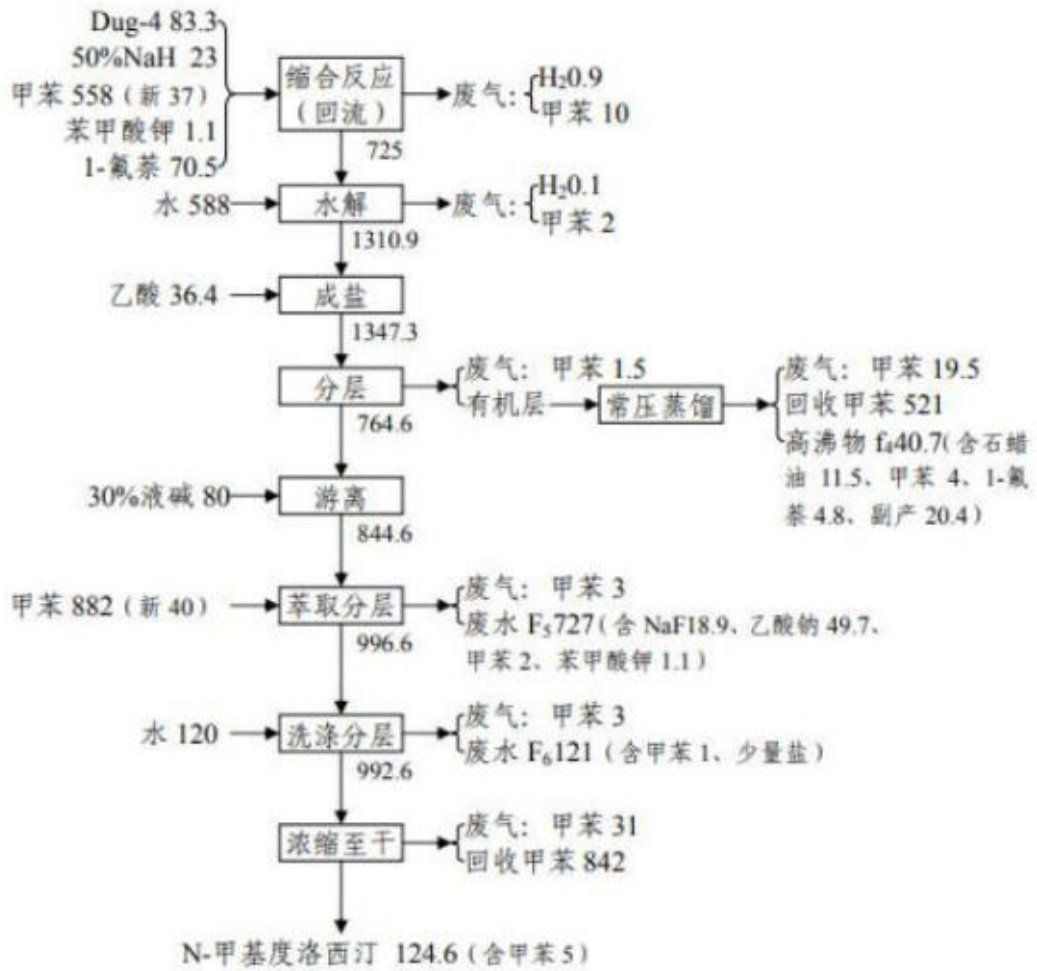 Dug-4 83.3
50%NaH 23
甲苯 558（新 37）
苯甲酸钾 1.1
1-氟萘 70.5
缩合反应
（回流）
废气：
H₂0.9
甲苯 10
725
水 588
水解
废气：
H₂0.1
甲苯 2
1310.9
乙酸 36.4
成盐
1347.3
分层
废气：甲苯 1.5
有机层
常压蒸馏
废气：甲苯 19.5
回收甲苯 521
高沸物 f₄40.7（含石蜡
油 11.5、甲苯 4、1-氟
萘 4.8、副产 20.4）
764.6
30%液碱 80
游离
844.6
甲苯 882（新 40）
萃取分层
废气：甲苯 3
废水 F₅727（含 NaF18.9、乙酸钠 49.7、
甲苯 2、苯甲酸钾 1.1）
996.6
水 120
洗涤分层
废气：甲苯 3
废水 F₆121（含甲苯 1、少量盐）
992.6
浓缩至干
废气：甲苯 31
回收甲苯 842
N-甲基度洛西汀 124.6（含甲苯 5）